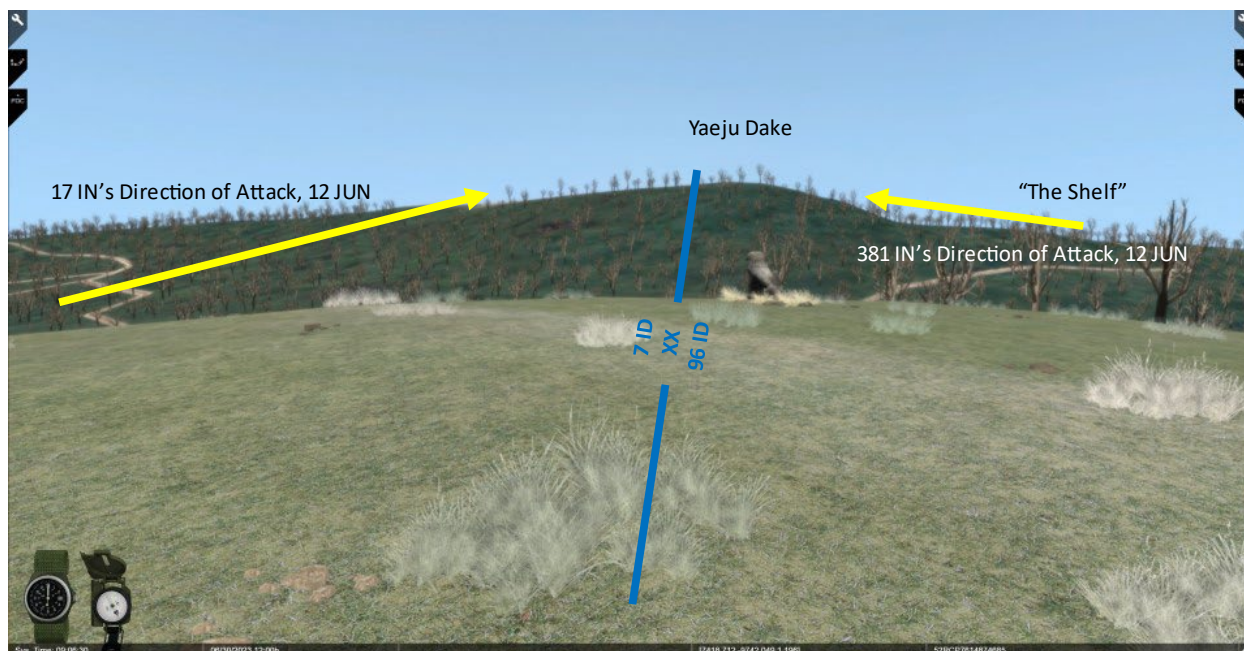 Yaeju Dake
17 IN's Direction of Attack, 12 JUN
"The Shelf"
381 IN's Direction of Attack, 12 JUN
7 ID
XX
96 ID